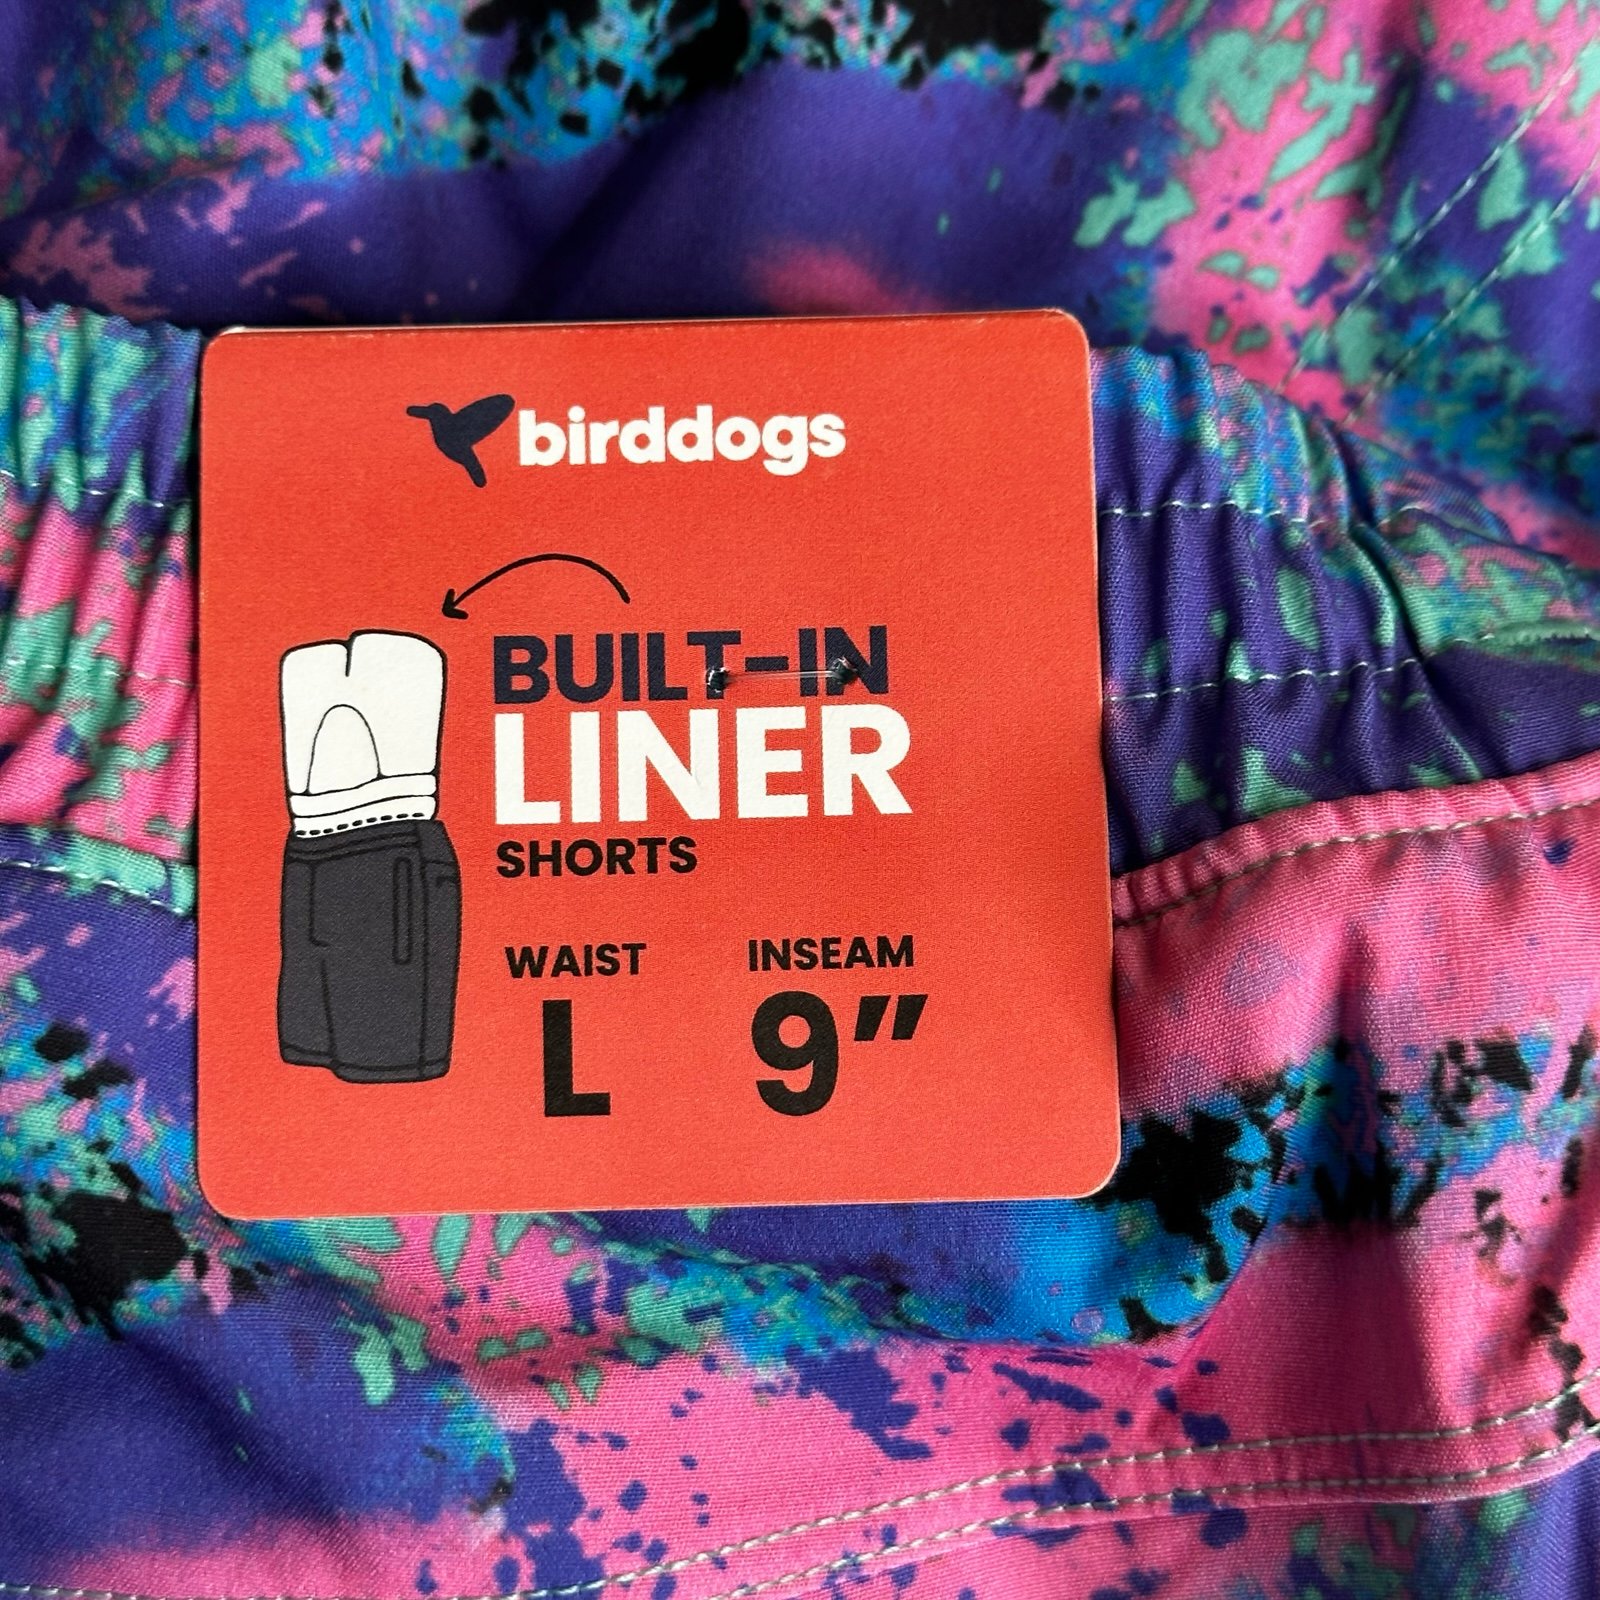 birddogs
BUILT-IN
LINER
SHORTS
WAIST INSEAM
L 9"